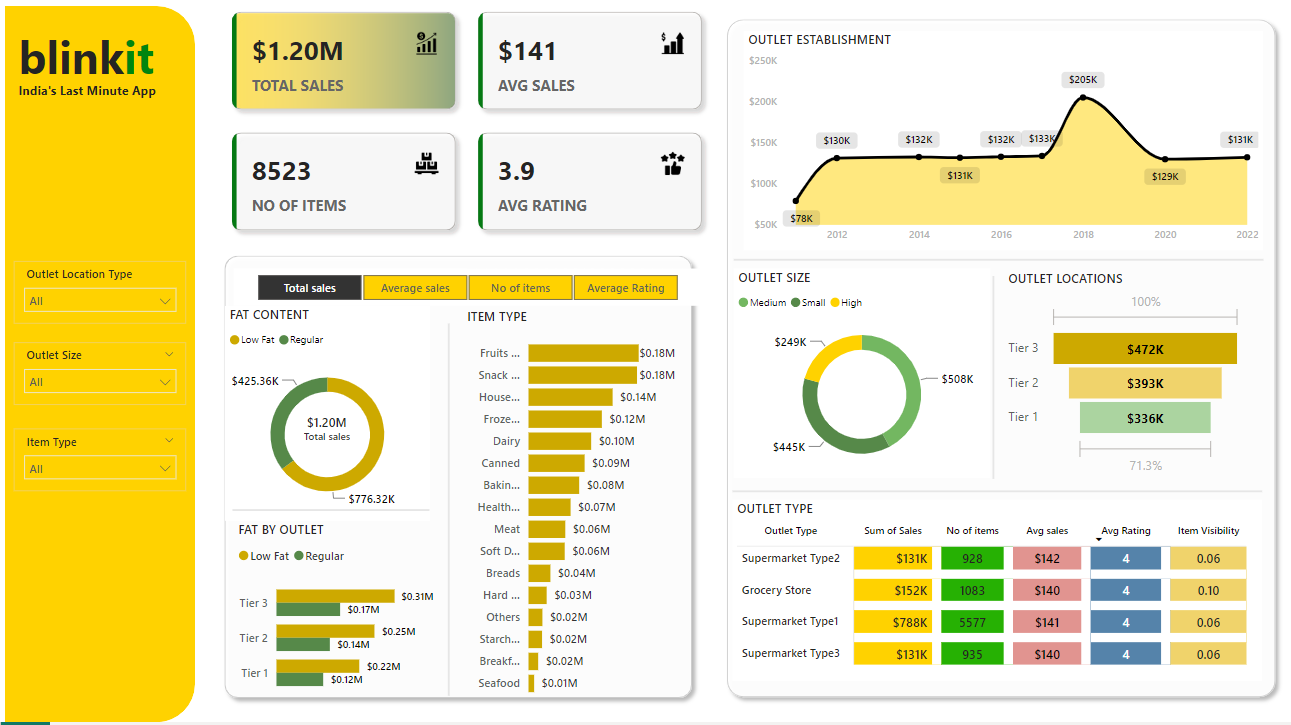 blinkit
India's Last Minute App
Outlet Location Type
All
Outlet Size
All
Item Type
All
$1.20M
TOTAL SALES
$141
AVG SALES
8523
NO OF ITEMS
3.9
AVG RATING
Total sales
Average sales
No of items
Average Rating
FAT CONTENT
Low Fat
Regular
$425.36K
$1.20M
Total sales
$776.32K
FAT BY OUTLET
Low Fat
Regular
Tier 3
$0.31M
$0.17M
Tier 2
$0.25M
$0.14M
Tier 1
$0.22M
$0.12M
ITEM TYPE
Fruits ... $0.18M
Snack ... $0.18M
House... $0.14M
Froze... $0.12M
Dairy $0.10M
Canned $0.09M
Bakin... $0.08M
Health... $0.07M
Meat $0.06M
Soft D... $0.06M
Breads $0.04M
Hard ... $0.03M
Others $0.02M
Starch... $0.02M
Breakf... $0.02M
Seafood $0.01M
OUTLET ESTABLISHMENT
$250K
$200K
$150K
$100K
$50K
$78K
$130K
$132K
$131K
$132K
$133K
$205K
$129K
$131K
2012 2014 2016 2018 2020 2022
OUTLET SIZE
Medium Small High
$249K
$508K
$445K
OUTLET LOCATIONS
100%
Tier 3 $472K
Tier 2 $393K
Tier 1 $336K
71.3%
OUTLET TYPE
Outlet Type Sum of Sales No of items Avg sales Avg Rating Item Visibility
Supermarket Type2 $131K 928 $142 4 0.06
Grocery Store $152K 1083 $140 4 0.10
Supermarket Type1 $788K 5577 $141 4 0.06
Supermarket Type3 $131K 935 $140 4 0.06